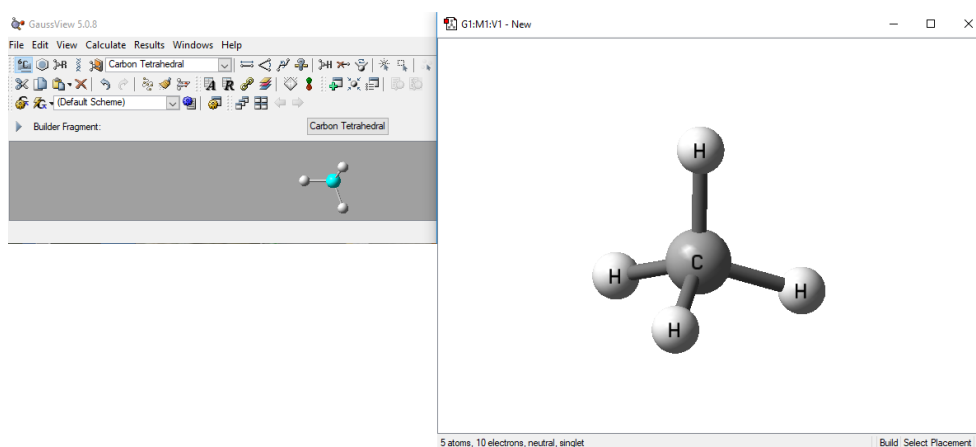 GaussView 5.0.8
File Edit View Calculate Results Windows Help
6C R Carbon Tetrahedral H
A R
(Default Scheme)
Builder Fragment: Carbon Tetrahedral
G1:M1:V1 - New
H
C
H
H
H
5 atoms, 10 electrons, neutral, singlet
Build Select Placement